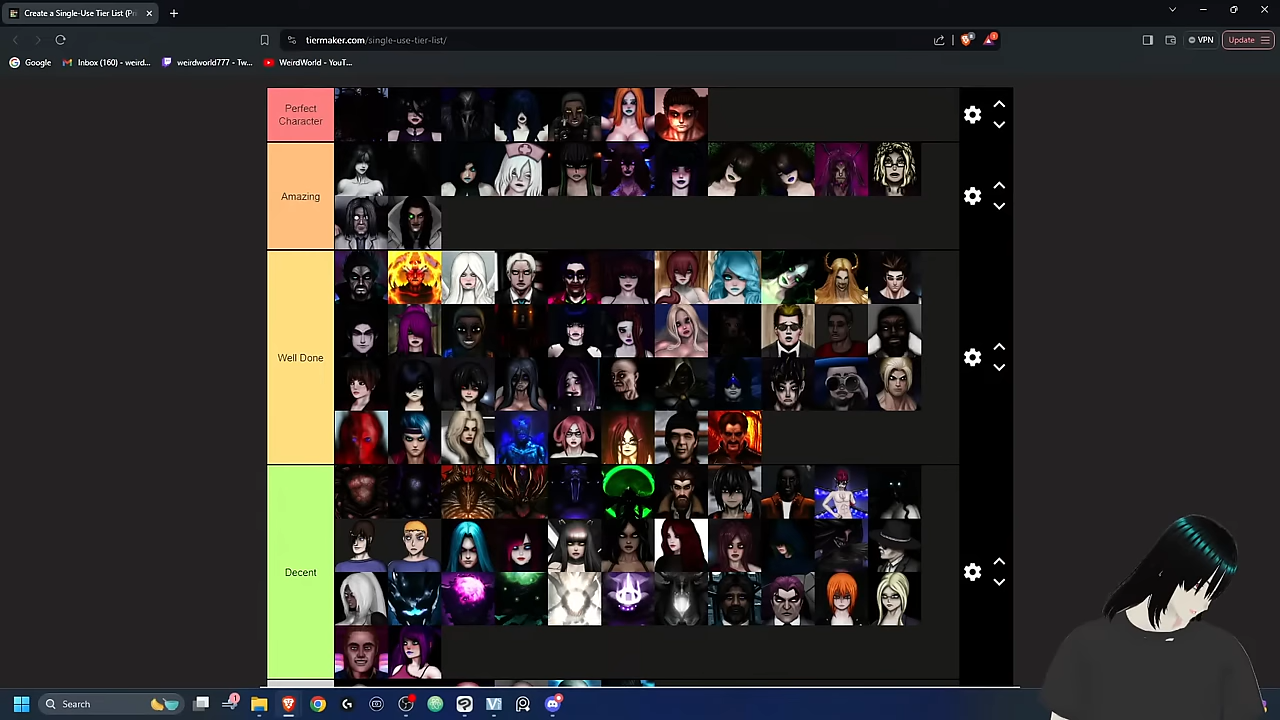 Create a Single-Use Tier List (Pr
tiermaker.com/single-use-tier-list/
VPN
Update
Google
Inbox (160) - weird...
weirdworld777 - Tw...
WeirdWorld - YouT...
Perfect
Character
Amazing
Well Done
Decent
Search